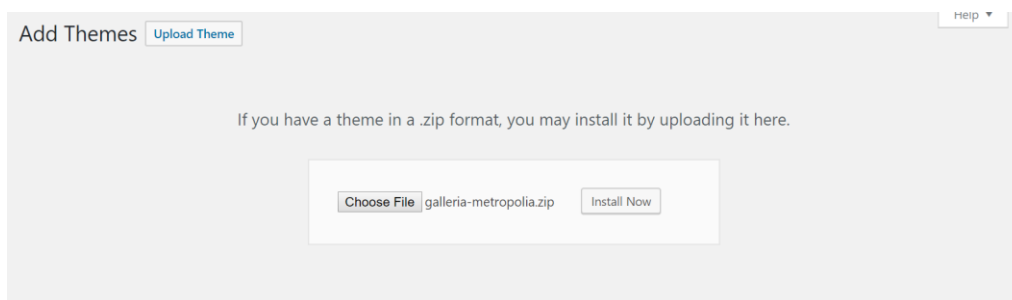 Help ▼
Add Themes Upload Theme
If you have a theme in a .zip format, you may install it by uploading it here.
Choose File galleria-metropolia.zip Install Now